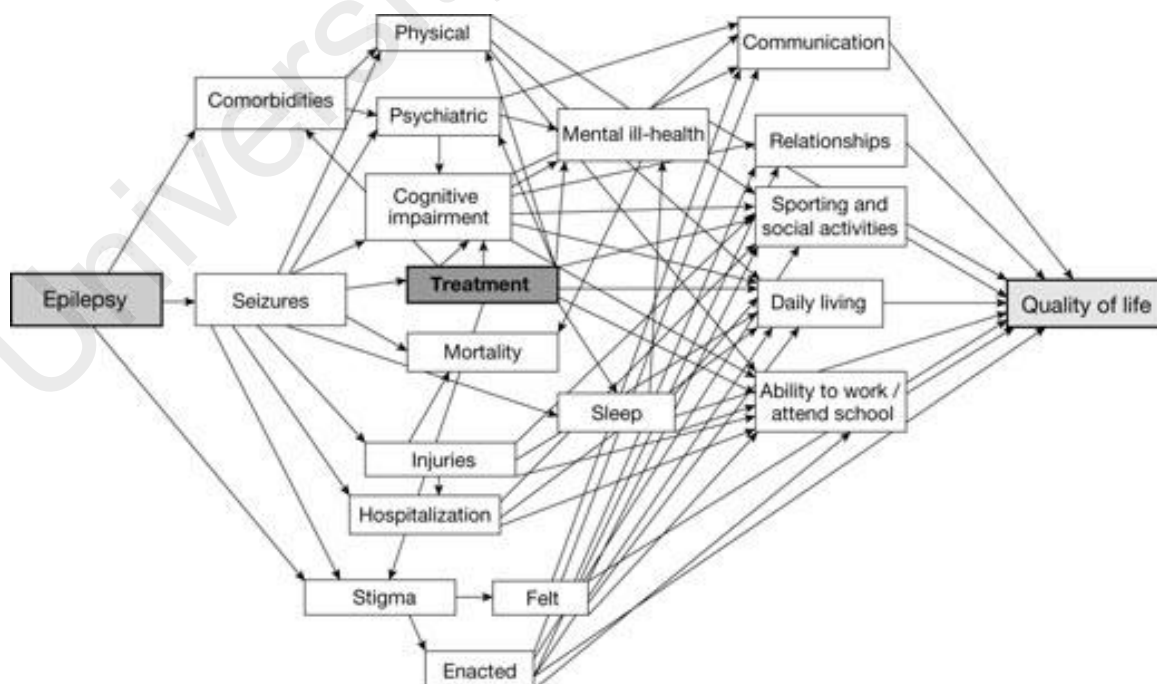 Universi
Physical
Communication
Comorbidities
Psychiatric
Mental ill-health
Relationships
Cognitive
impairment
Sporting and
social activities
Epilepsy
Seizures
Treatment
Daily living
Quality of life
Mortality
Sleep
Ability to work /
attend school
Injuries
Hospitalization
Stigma
Felt
Enacted